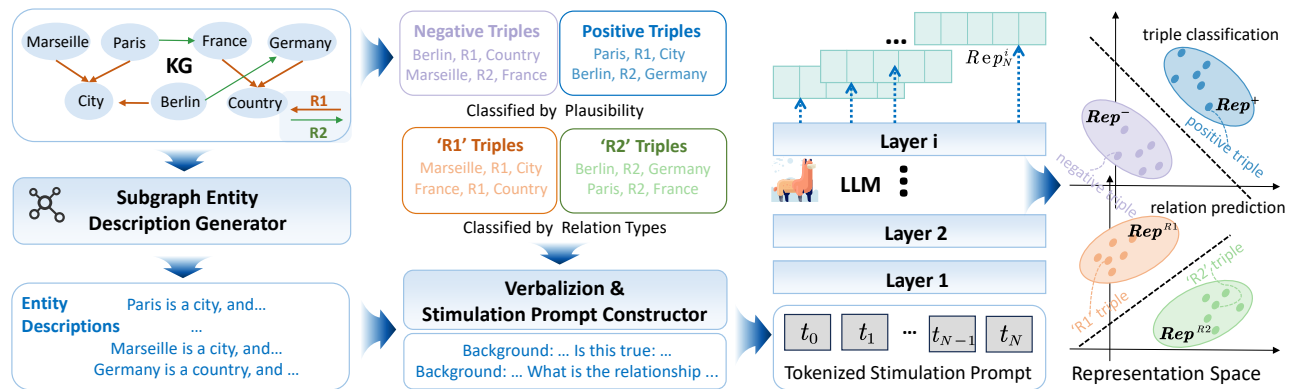 Marseille
Paris
France
Germany
KG
City
Berlin
Country
R1
R2
Subgraph Entity
Description Generator
Entity
Descriptions
Paris is a city, and…
…
Marseille is a city, and…
Germany is a country, and …
Negative Triples
Berlin, R1, Country
Marseille, R2, France
Positive Triples
Paris, R1, City
Berlin, R2, Germany
Classified by Plausibility
'R1' Triples
Marseille, R1, City
France, R1, Country
'R2' Triples
Berlin, R2, Germany
Paris, R2, France
Classified by Relation Types
Verbalizion &
Stimulation Prompt Constructor
Background: … Is this true: …
Background: … What is the relationship …
...
Rep_N^i
Layer i
LLM
Layer 2
Layer 1
t_0 t_1 ... t_{N−1} t_N
Tokenized Stimulation Prompt
triple classification
Rep^+
positive triple
Rep^−
negative triple
relation prediction
Rep^{R1}
'R1' triple
'R2' triple
Rep^{R2}
Representation Space